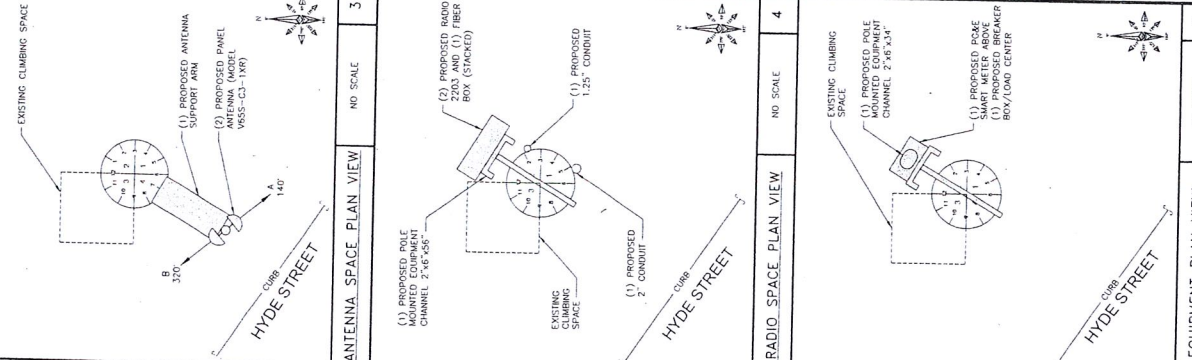 EXISTING CLIMBING SPACE
N
(1) PROPOSED ANTENNA
SUPPORT ARM
(2) PROPOSED PANEL
ANTENNA (MODEL
V65S-C3-1XR)
A
140°
B
320°
CURB
HYDE STREET
ANTENNA SPACE PLAN VIEW
NO SCALE
3
(1) PROPOSED POLE
MOUNTED EQUIPMENT
CHANNEL 2"x6"x56"
(2) PROPOSED RADIO
2203 AND (1) FIBER
BOX (STACKED)
(1) PROPOSED
1.25" CONDUIT
EXISTING
CLIMBING
SPACE
(1) PROPOSED
2" CONDUIT
CURB
HYDE STREET
RADIO SPACE PLAN VIEW
NO SCALE
4
N
EXISTING CLIMBING
SPACE
(1) PROPOSED POLE
MOUNTED EQUIPMENT
CHANNEL 2"x6"x34"
(1) PROPOSED PG&E
SMART METER ABOVE
(1) PROPOSED BREAKER
BOX/LOAD CENTER
CURB
HYDE STREET